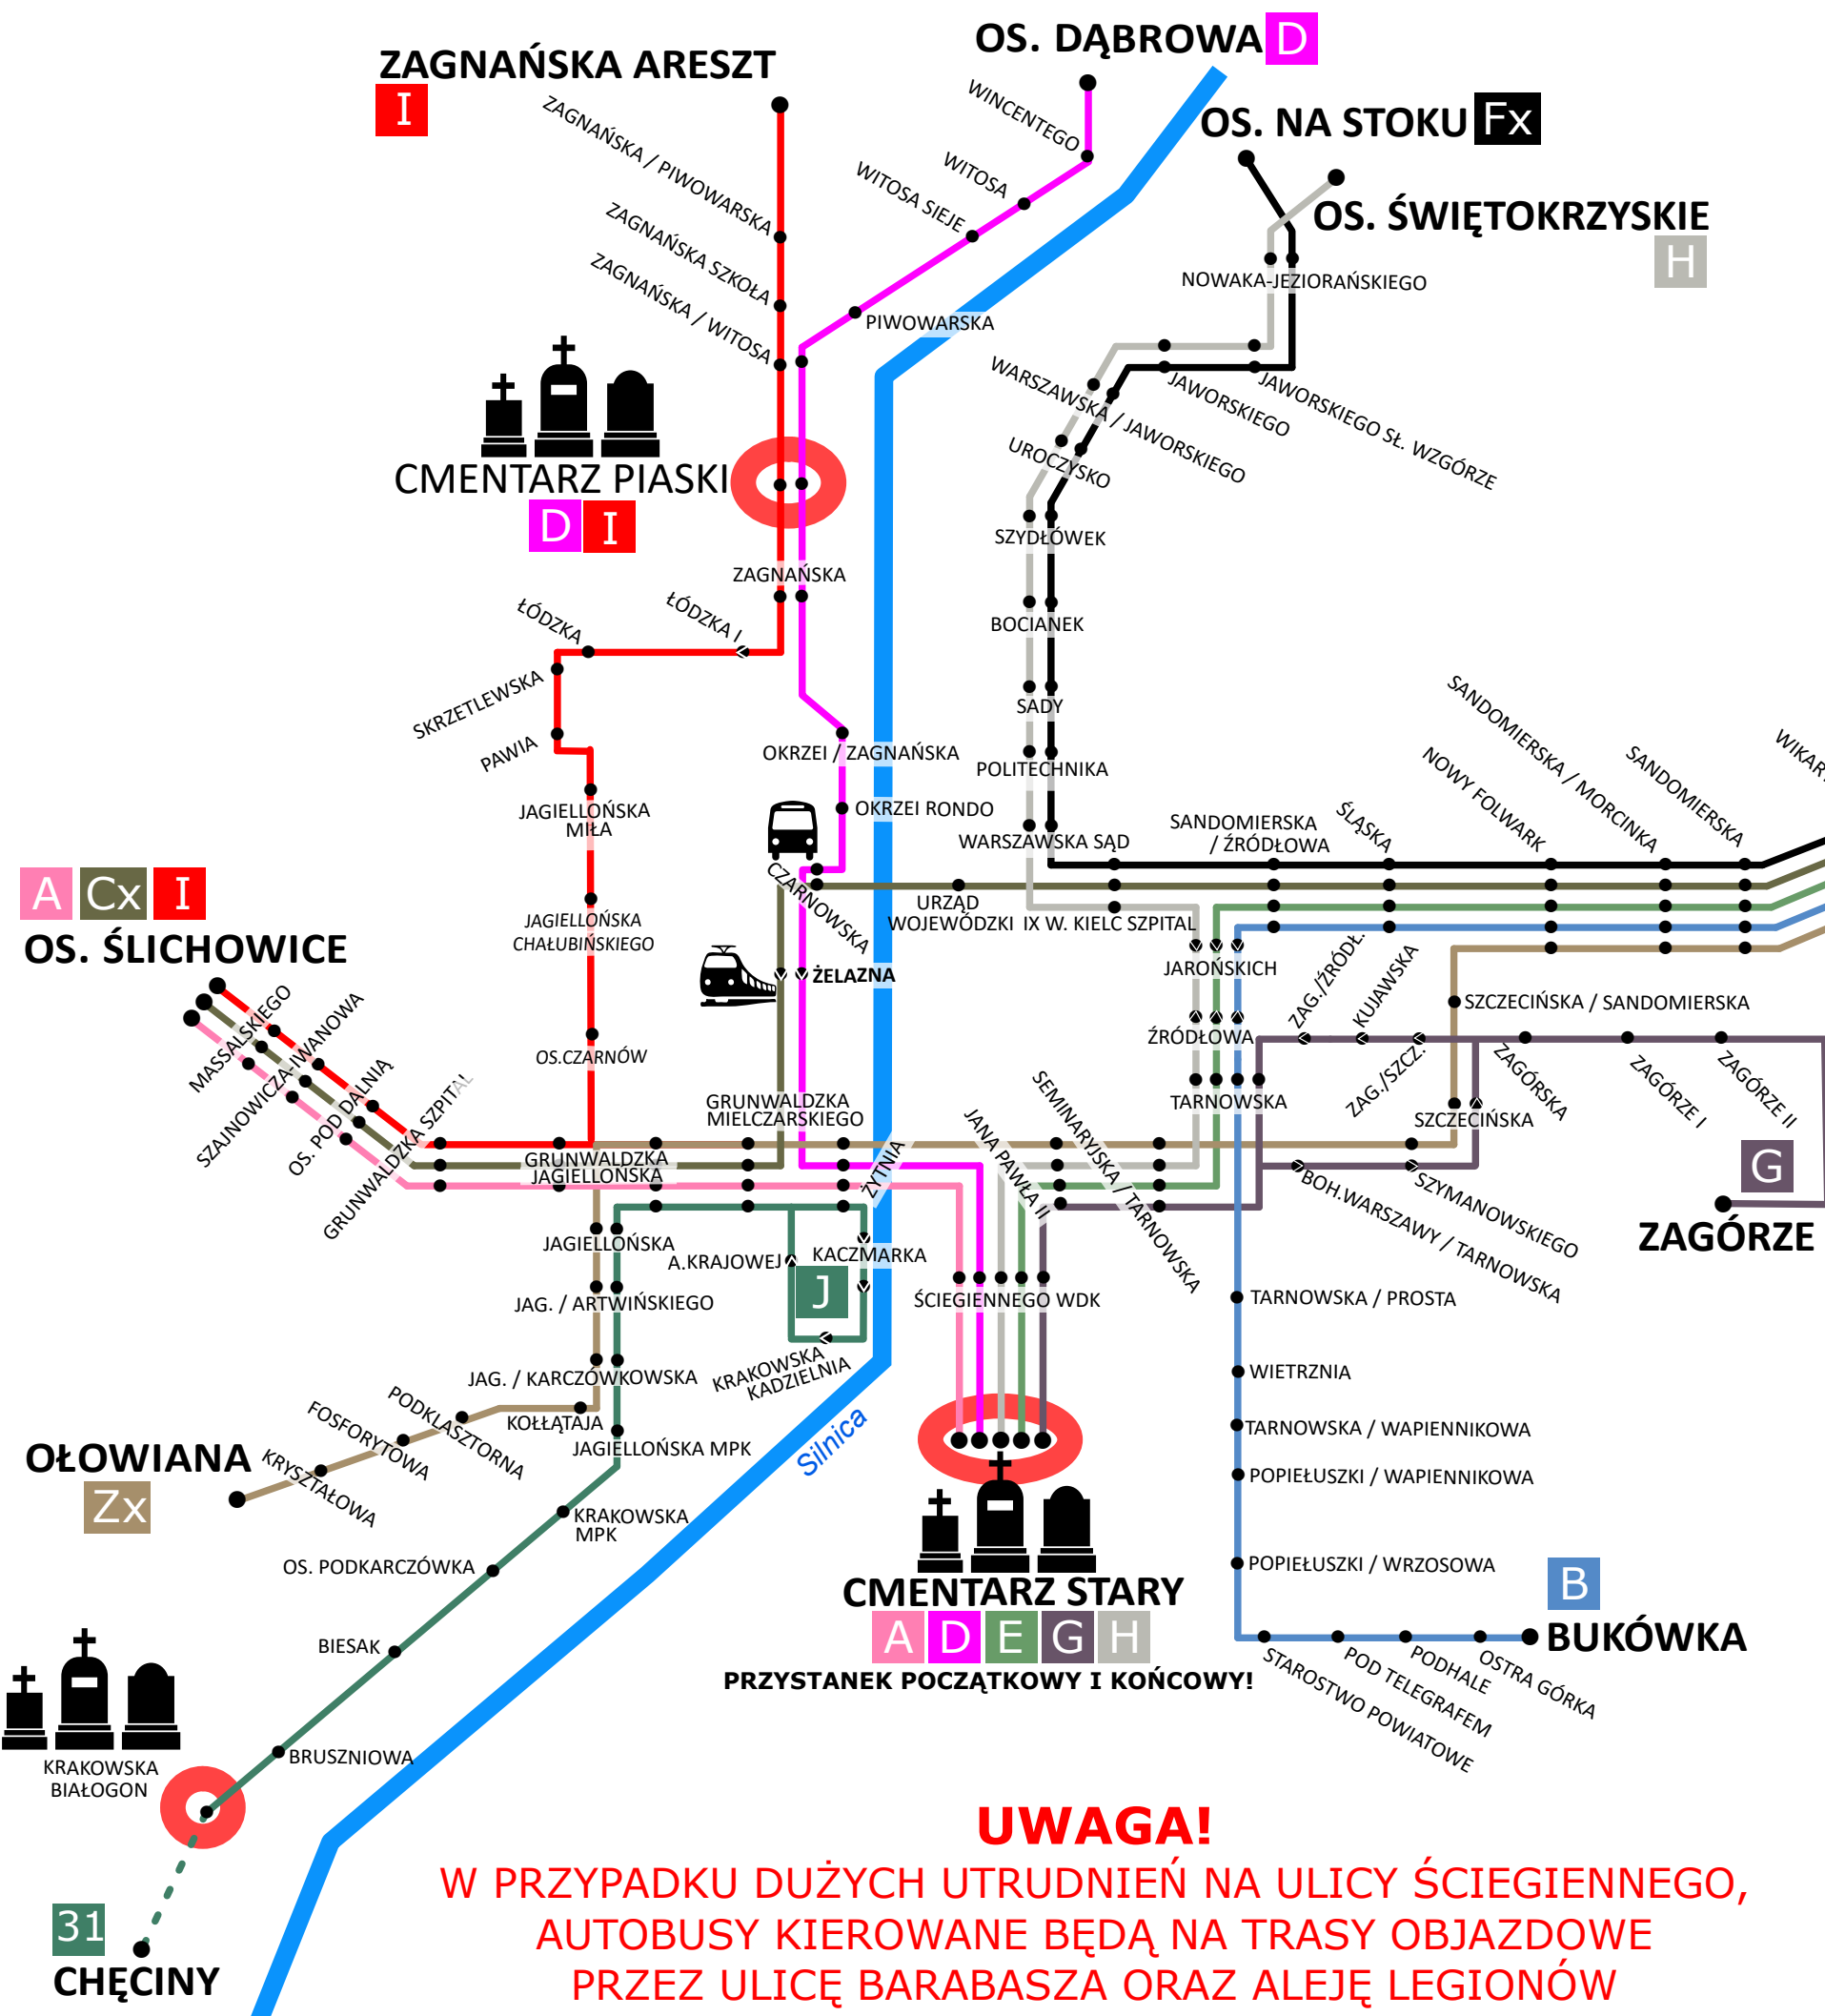 OS. DĄBROWA D
ZAGNAŃSKA ARESZT
I
OS. NA STOKU Fx
OS. ŚWIĘTOKRZYSKIE
H
WINCENTEGO
WITOSA
WITOSA SIEJE
PIWOWARSKA
ZAGNAŃSKA / PIWOWARSKA
ZAGNAŃSKA SZKOŁA
ZAGNAŃSKA / WITOSA
CMENTARZ PIASKI
D I
ZAGNAŃSKA
ŁÓDZKA I
ŁÓDZKA
SKRZETLEWSKA
PAWIA
JAGIELLOŃSKA
MIŁA
JAGIELLOŃSKA
CHAŁUBIŃSKIEGO
OS.CZARNÓW
NOWAKA-JEZIORAŃSKIEGO
JAWORSKIEGO SŁ. WZGÓRZE
JAWORSKIEGO
WARSZAWSKA / JAWORSKIEGO
UROCZYSKO
SZYDŁÓWEK
BOCIANEK
SADY
POLITECHNIKA
WARSZAWSKA SĄD
OKRZEI / ZAGNAŃSKA
OKRZEI RONDO
CZARNOWSKA
ŻELAZNA
URZĄD
WOJEWÓDZKI
IX W. KIELC SZPITAL
SANDOMIERSKA
/ ŹRÓDŁOWA
ŚLĄSKA
NOWY FOLWARK
SANDOMIERSKA / MORCINKA
SANDOMIERSKA
JAROŃSKICH
ŹRÓDŁOWA
TARNOWSKA
ZAG./ŹRÓDŁ.
KUJAWSKA
ZAG./SZCZ.
SZCZECIŃSKA / SANDOMIERSKA
SZCZECIŃSKA
ZAGÓRSKA
ZAGÓRZE I
ZAGÓRZE II
G
ZAGÓRZE
BOH.WARSZAWY / TARNOWSKA
SZYMANOWSKIEGO
A Cx I
OS. ŚLICHOWICE
MASSALSKIEGO
SZAJNOWICZA-IWANOWA
OS. POD DALNIĄ
GRUNWALDZKA SZPITAL
GRUNWALDZKA
JAGIELLOŃSKA
GRUNWALDZKA
MIELCZARSKIEGO
ŻYTNIA
JANA PAWŁA II
SEMINARYJSKA / TARNOWSKA
JAGIELLOŃSKA
JAG. / ARTWIŃSKIEGO
JAG. / KARCZÓWKOWSKA
KOŁŁĄTAJA
JAGIELLOŃSKA MPK
A.KRAJOWEJ
KACZMARKA
J
KRAKOWSKA
KADZIELNIA
ŚCIEGIENNEGO WDK
OŁOWIANA
Zx
KRYSZTAŁOWA
FOSFORYTOWA
PODKLASZTORNA
KRAKOWSKA
MPK
OS. PODKARCZÓWKA
BIESAK
BRUSZNIOWA
KRAKOWSKA
BIAŁOGON
31
CHĘCINY
Silnica
CMENTARZ STARY
A D E G H
PRZYSTANEK POCZĄTKOWY I KOŃCOWY!
TARNOWSKA / PROSTA
WIETRZNIA
TARNOWSKA / WAPIENNIKOWA
POPIEŁUSZKI / WAPIENNIKOWA
POPIEŁUSZKI / WRZOSOWA
B
BUKÓWKA
STAROSTWO POWIATOWE
POD TELEGRAFEM
PODHALE
OSTRA GÓRKA
UWAGA!
W PRZYPADKU DUŻYCH UTRUDNIEŃ NA ULICY ŚCIEGIENNEGO,
AUTOBUSY KIEROWANE BĘDĄ NA TRASY OBJAZDOWE
PRZEZ ULICĘ BARABASZA ORAZ ALEJĘ LEGIONÓW